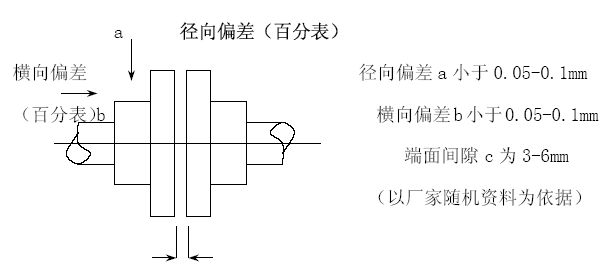 a
径向偏差（百分表）
横向偏差
（百分表）b
径向偏差a小于0.05-0.1mm
横向偏差b小于0.05-0.1mm
端面间隙c为3-6mm
（以厂家随机资料为依据）